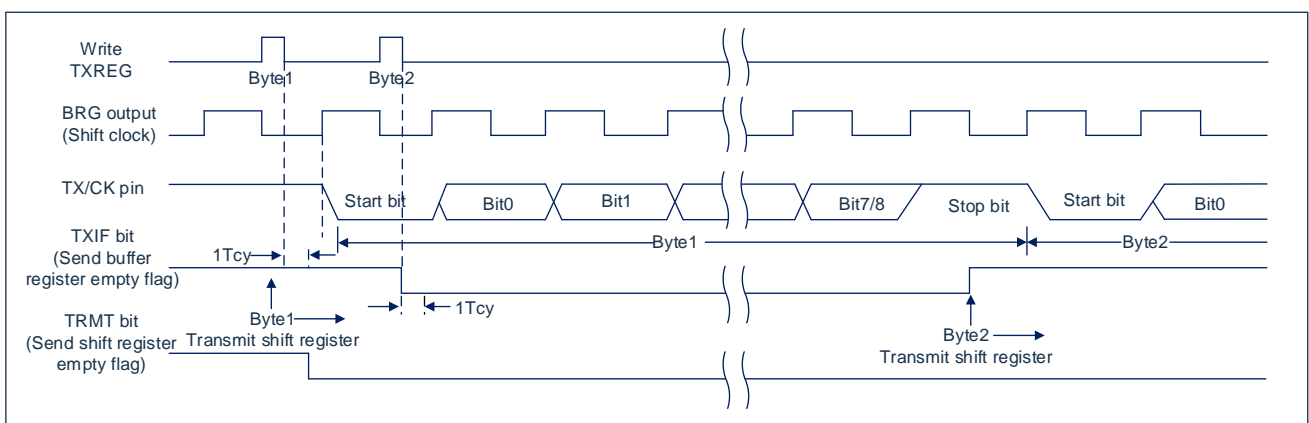 Write
TXREG
Byte1
Byte2
BRG output
(Shift clock)
TX/CK pin
Start bit
Bit0
Bit1
Bit7/8
Stop bit
Start bit
Bit0
TXIF bit
(Send buffer
register empty flag)
1Tcy
Byte1
Byte2
1Tcy
TRMT bit
(Send shift register
empty flag)
Byte1
Transmit shift register
Byte2
Transmit shift register